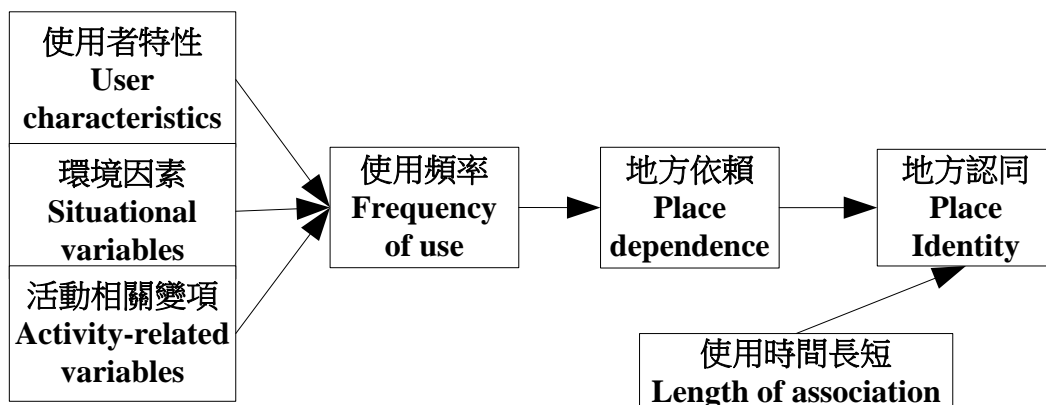 使用者特性
User
characteristics
環境因素
Situational
variables
活動相關變項
Activity-related
variables
使用頻率
Frequency
of use
地方依賴
Place
dependence
地方認同
Place
Identity
使用時間長短
Length of association